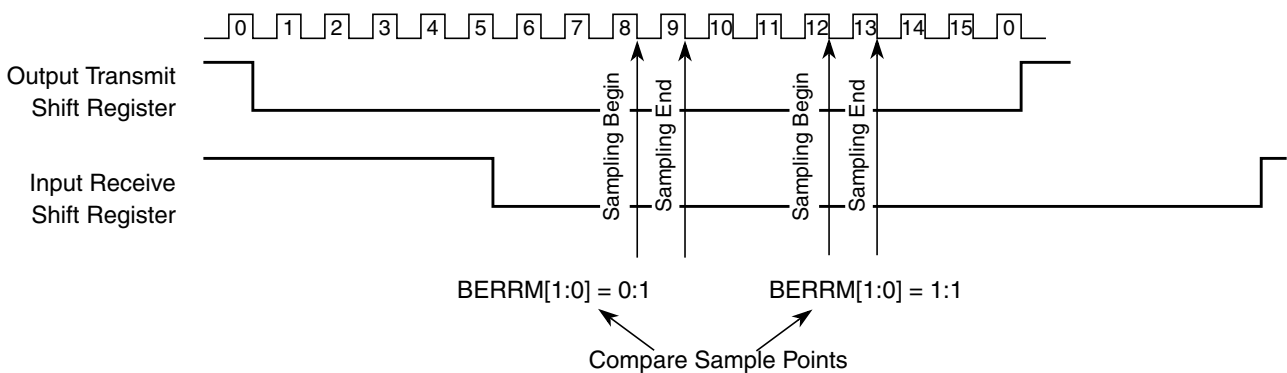 0 1 2 3 4 5 6 7 8 9 10 11 12 13 14 15 0
Output Transmit
Shift Register
Input Receive
Shift Register
Sampling Begin
Sampling End
Sampling Begin
Sampling End
BERRM[1:0] = 0:1
BERRM[1:0] = 1:1
Compare Sample Points